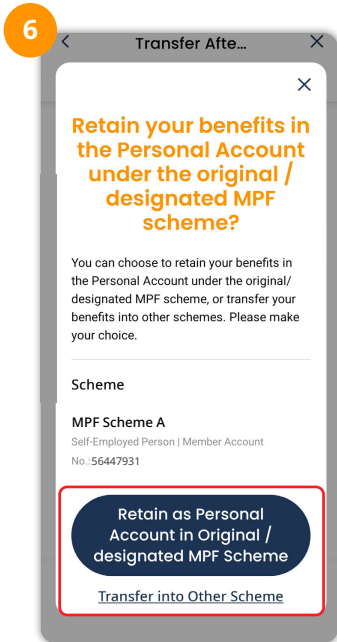 6
Transfer Afte...
Retain your benefits in
the Personal Account
under the original /
designated MPF
scheme?
You can choose to retain your benefits in
the Personal Account under the original/
designated MPF scheme, or transfer your
benefits into other schemes. Please make
your choice.
Scheme
MPF Scheme A
Self-Employed Person | Member Account
No.:56447931
Retain as Personal
Account in Original /
designated MPF Scheme
Transfer into Other Scheme